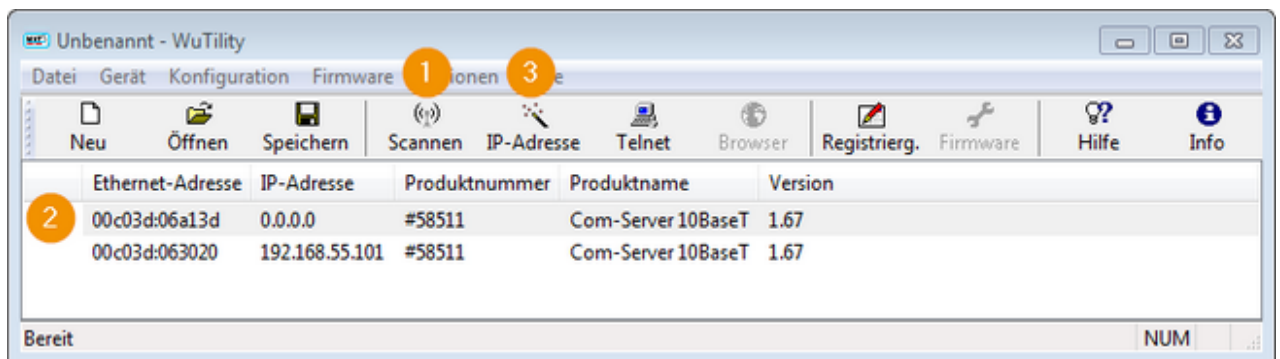 Unbenannt - WuTility
Datei Gerät Konfiguration Firmware 1 ionen 3 e
Neu Öffnen Speichern Scannen IP-Adresse Telnet Browser Registrierg. Firmware Hilfe Info
Ethernet-Adresse IP-Adresse Produktnummer Produktname Version
2 00c03d:06a13d 0.0.0.0 #58511 Com-Server 10BaseT 1.67
00c03d:063020 192.168.55.101 #58511 Com-Server 10BaseT 1.67
Bereit NUM